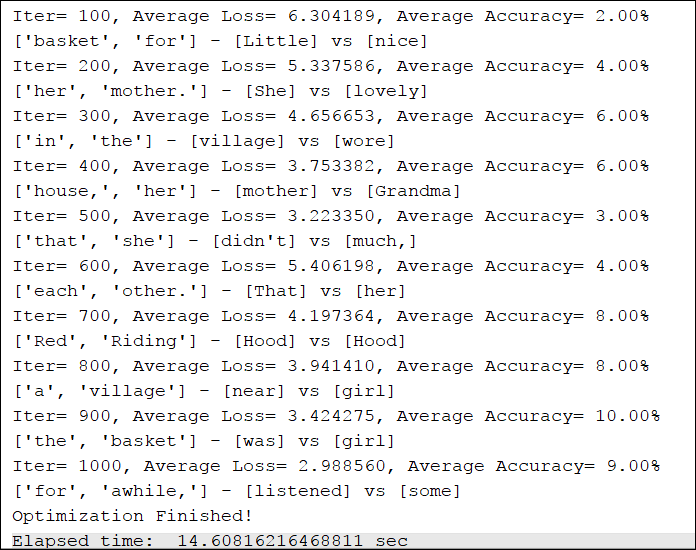 Iter= 100, Average Loss= 6.304189, Average Accuracy= 2.00%
['basket', 'for'] - [Little] vs [nice]
Iter= 200, Average Loss= 5.337586, Average Accuracy= 4.00%
['her', 'mother.'] - [She] vs [lovely]
Iter= 300, Average Loss= 4.656653, Average Accuracy= 6.00%
['in', 'the'] - [village] vs [wore]
Iter= 400, Average Loss= 3.753382, Average Accuracy= 6.00%
['house,', 'her'] - [mother] vs [Grandma]
Iter= 500, Average Loss= 3.223350, Average Accuracy= 3.00%
['that', 'she'] - [didn't] vs [much,]
Iter= 600, Average Loss= 5.406198, Average Accuracy= 4.00%
['each', 'other.'] - [That] vs [her]
Iter= 700, Average Loss= 4.197364, Average Accuracy= 8.00%
['Red', 'Riding'] - [Hood] vs [Hood]
Iter= 800, Average Loss= 3.941410, Average Accuracy= 8.00%
['a', 'village'] - [near] vs [girl]
Iter= 900, Average Loss= 3.424275, Average Accuracy= 10.00%
['the', 'basket'] - [was] vs [girl]
Iter= 1000, Average Loss= 2.988560, Average Accuracy= 9.00%
['for', 'awhile,'] - [listened] vs [some]
Optimization Finished!
Elapsed time:  14.60816216468811 sec